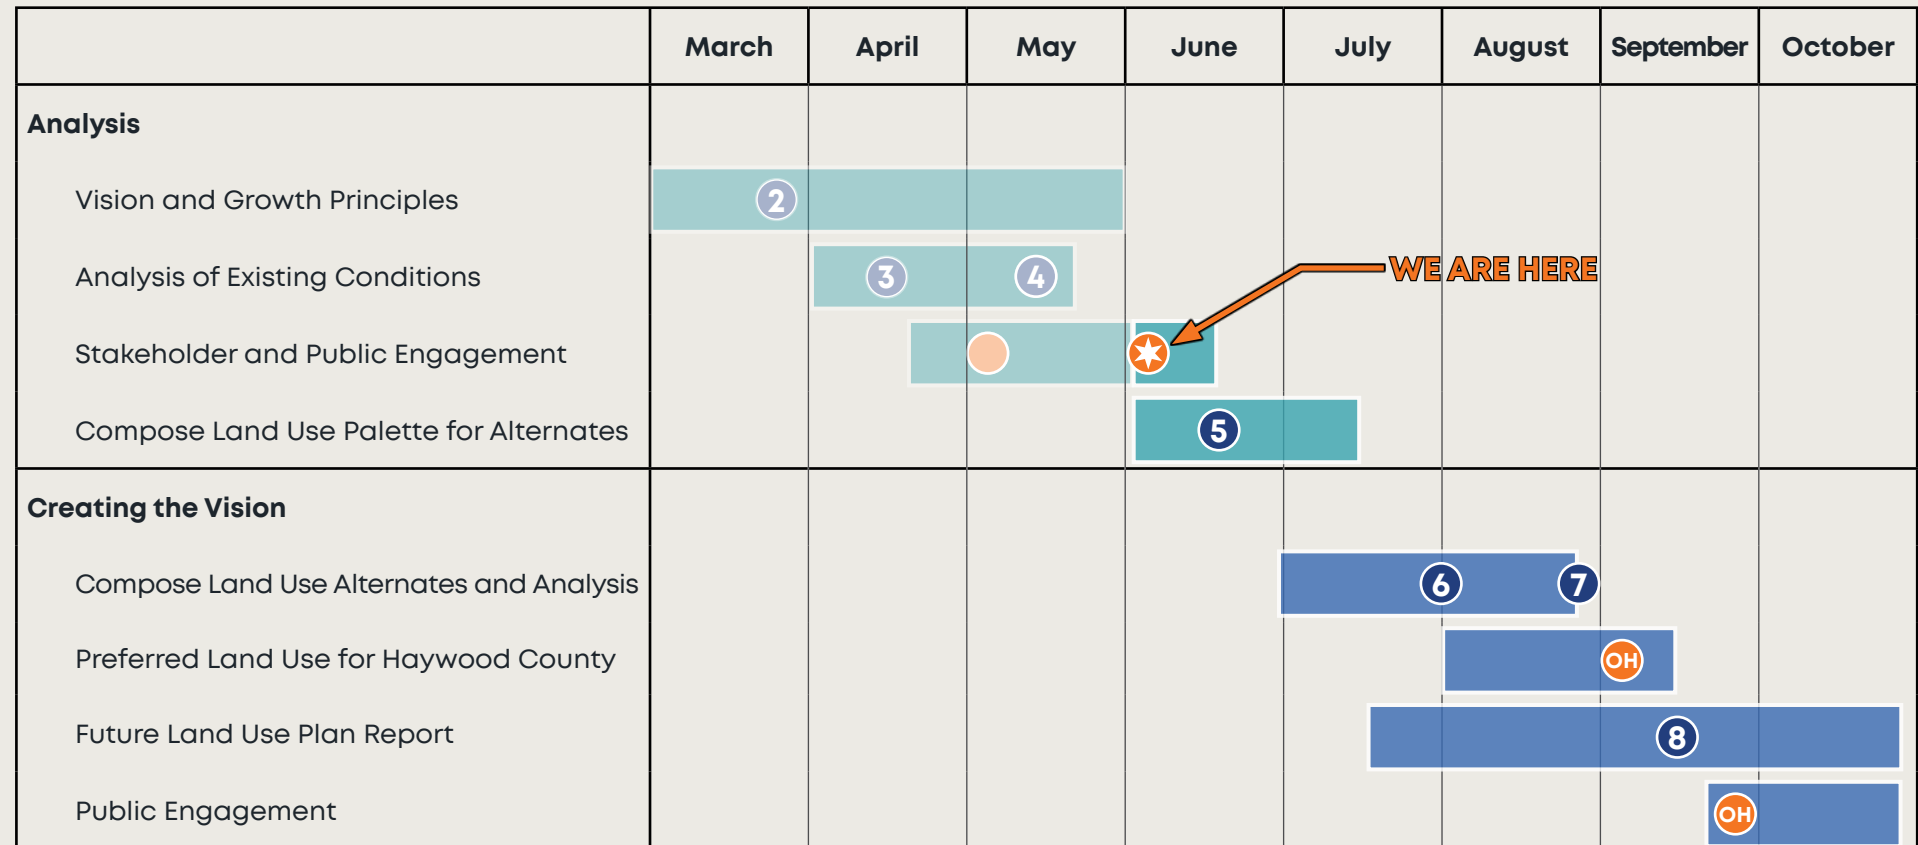 March April May June July August September October
Analysis
Vision and Growth Principles 2
Analysis of Existing Conditions 3 4
WE ARE HERE
Stakeholder and Public Engagement
Compose Land Use Palette for Alternates 5
Creating the Vision
Compose Land Use Alternates and Analysis 6 7
Preferred Land Use for Haywood County OH
Future Land Use Plan Report 8
Public Engagement OH